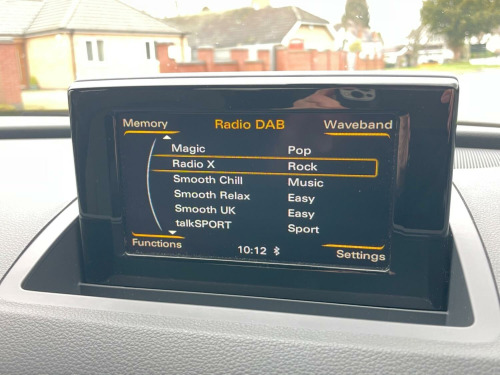 Memory Radio DAB Waveband
Magic Pop
Radio X Rock
Smooth Chill Music
Smooth Relax Easy
Smooth UK Easy
talkSPORT Sport
Functions 10:12 Settings